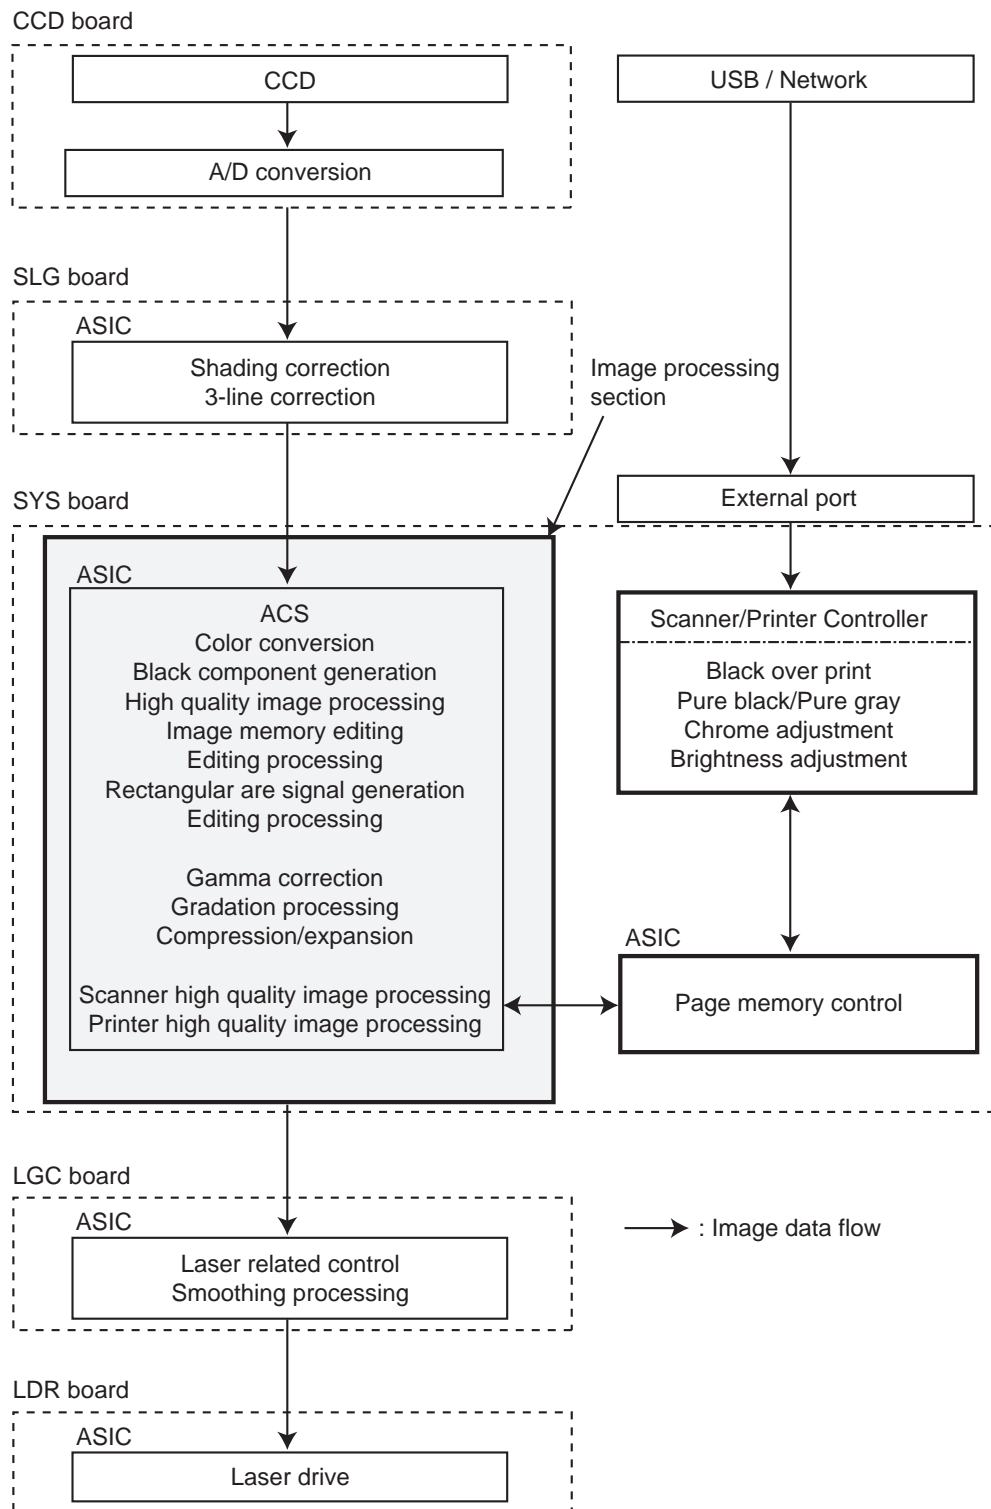 CCD board
CCD
A/D conversion
USB / Network
SLG board
ASIC
Shading correction
3-line correction
Image processing
section
External port
SYS board
ASIC
ACS
Color conversion
Black component generation
High quality image processing
Image memory editing
Editing processing
Rectangular are signal generation
Editing processing
Gamma correction
Gradation processing
Compression/expansion
Scanner high quality image processing
Printer high quality image processing
Scanner/Printer Controller
Black over print
Pure black/Pure gray
Chrome adjustment
Brightness adjustment
ASIC
Page memory control
LGC board
ASIC
Laser related control
Smoothing processing
: Image data flow
LDR board
ASIC
Laser drive